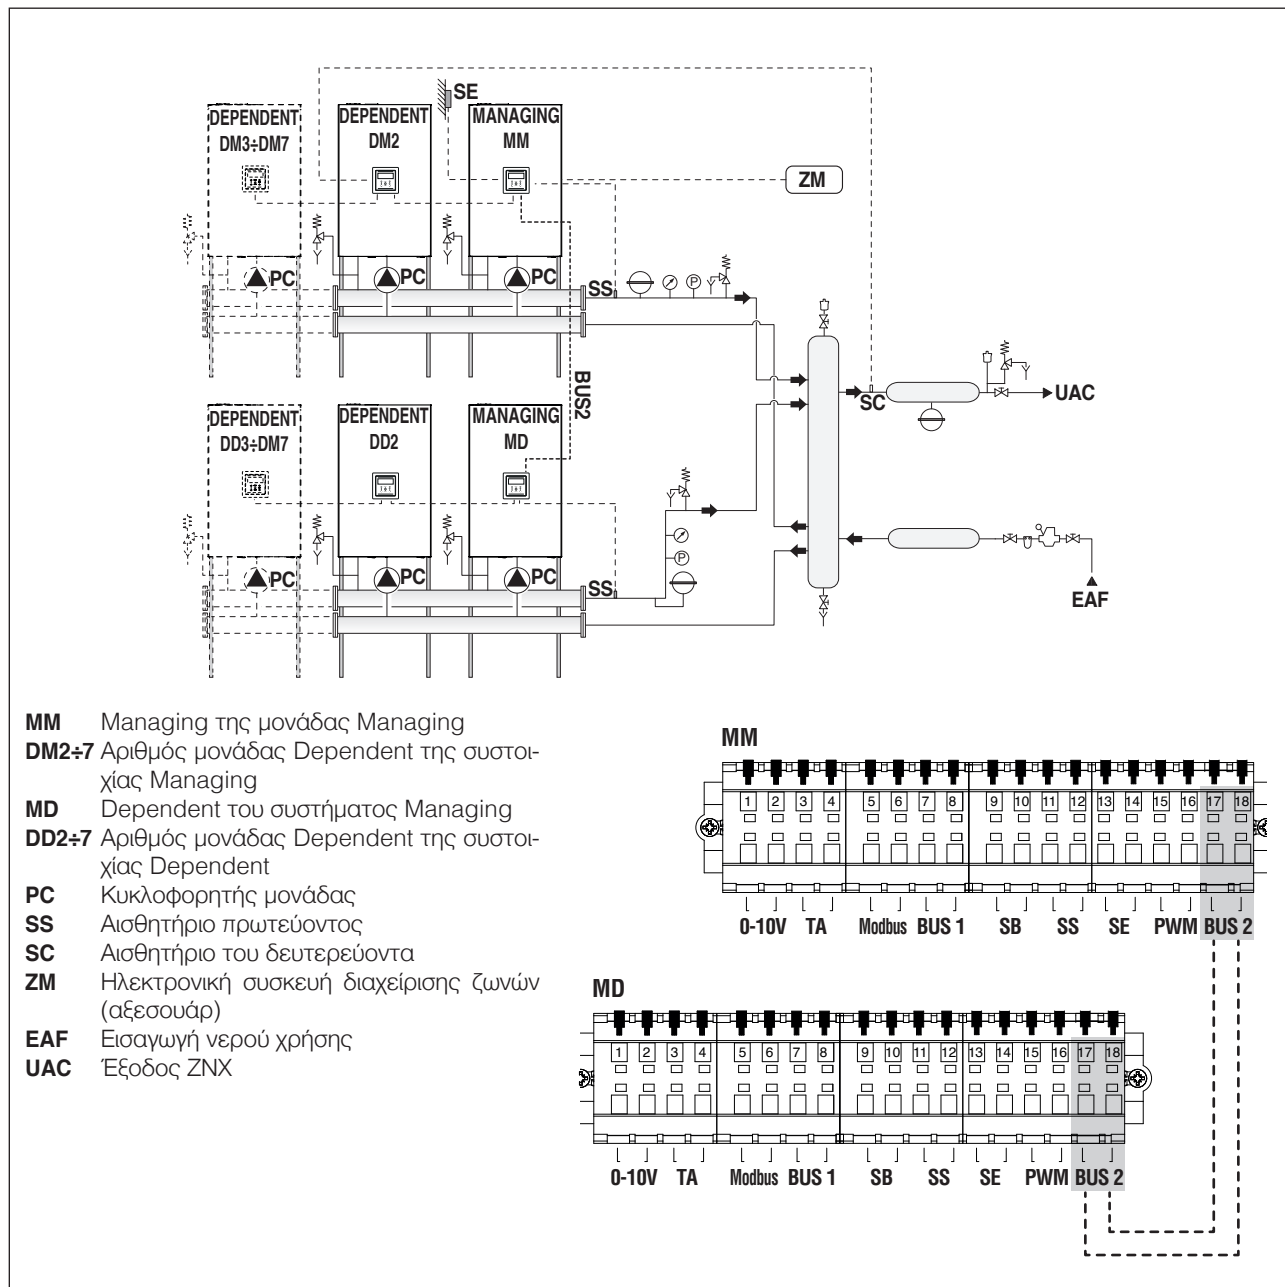 SE
DEPENDENT
DM3÷DM7
DEPENDENT
DM2
MANAGING
MM
ZM
PC
PC
PC
SS
P
BUS2
SC
UAC
DEPENDENT
DD3÷DM7
DEPENDENT
DD2
MANAGING
MD
P
PC
PC
PC
SS
EAF
MM Managing της μονάδας Managing
DM2÷7 Αριθμός μονάδας Dependent της συστοι-
χίας Managing
MD Dependent του συστήματος Managing
DD2÷7 Αριθμός μονάδας Dependent της συστοι-
χίας Dependent
PC Κυκλοφορητής μονάδας
SS Αισθητήριο πρωτεύοντος
SC Αισθητήριο του δευτερεύοντα
ZM Ηλεκτρονική συσκευή διαχείρισης ζωνών
(αξεσουάρ)
EAF Εισαγωγή νερού χρήσης
UAC Έξοδος ΖΝΧ
MM
1 2 3 4 5 6 7 8 9 10 11 12 13 14 15 16 17 18
0-10V TA Modbus BUS 1 SB SS SE PWM BUS 2
MD
1 2 3 4 5 6 7 8 9 10 11 12 13 14 15 16 17 18
0-10V TA Modbus BUS 1 SB SS SE PWM BUS 2